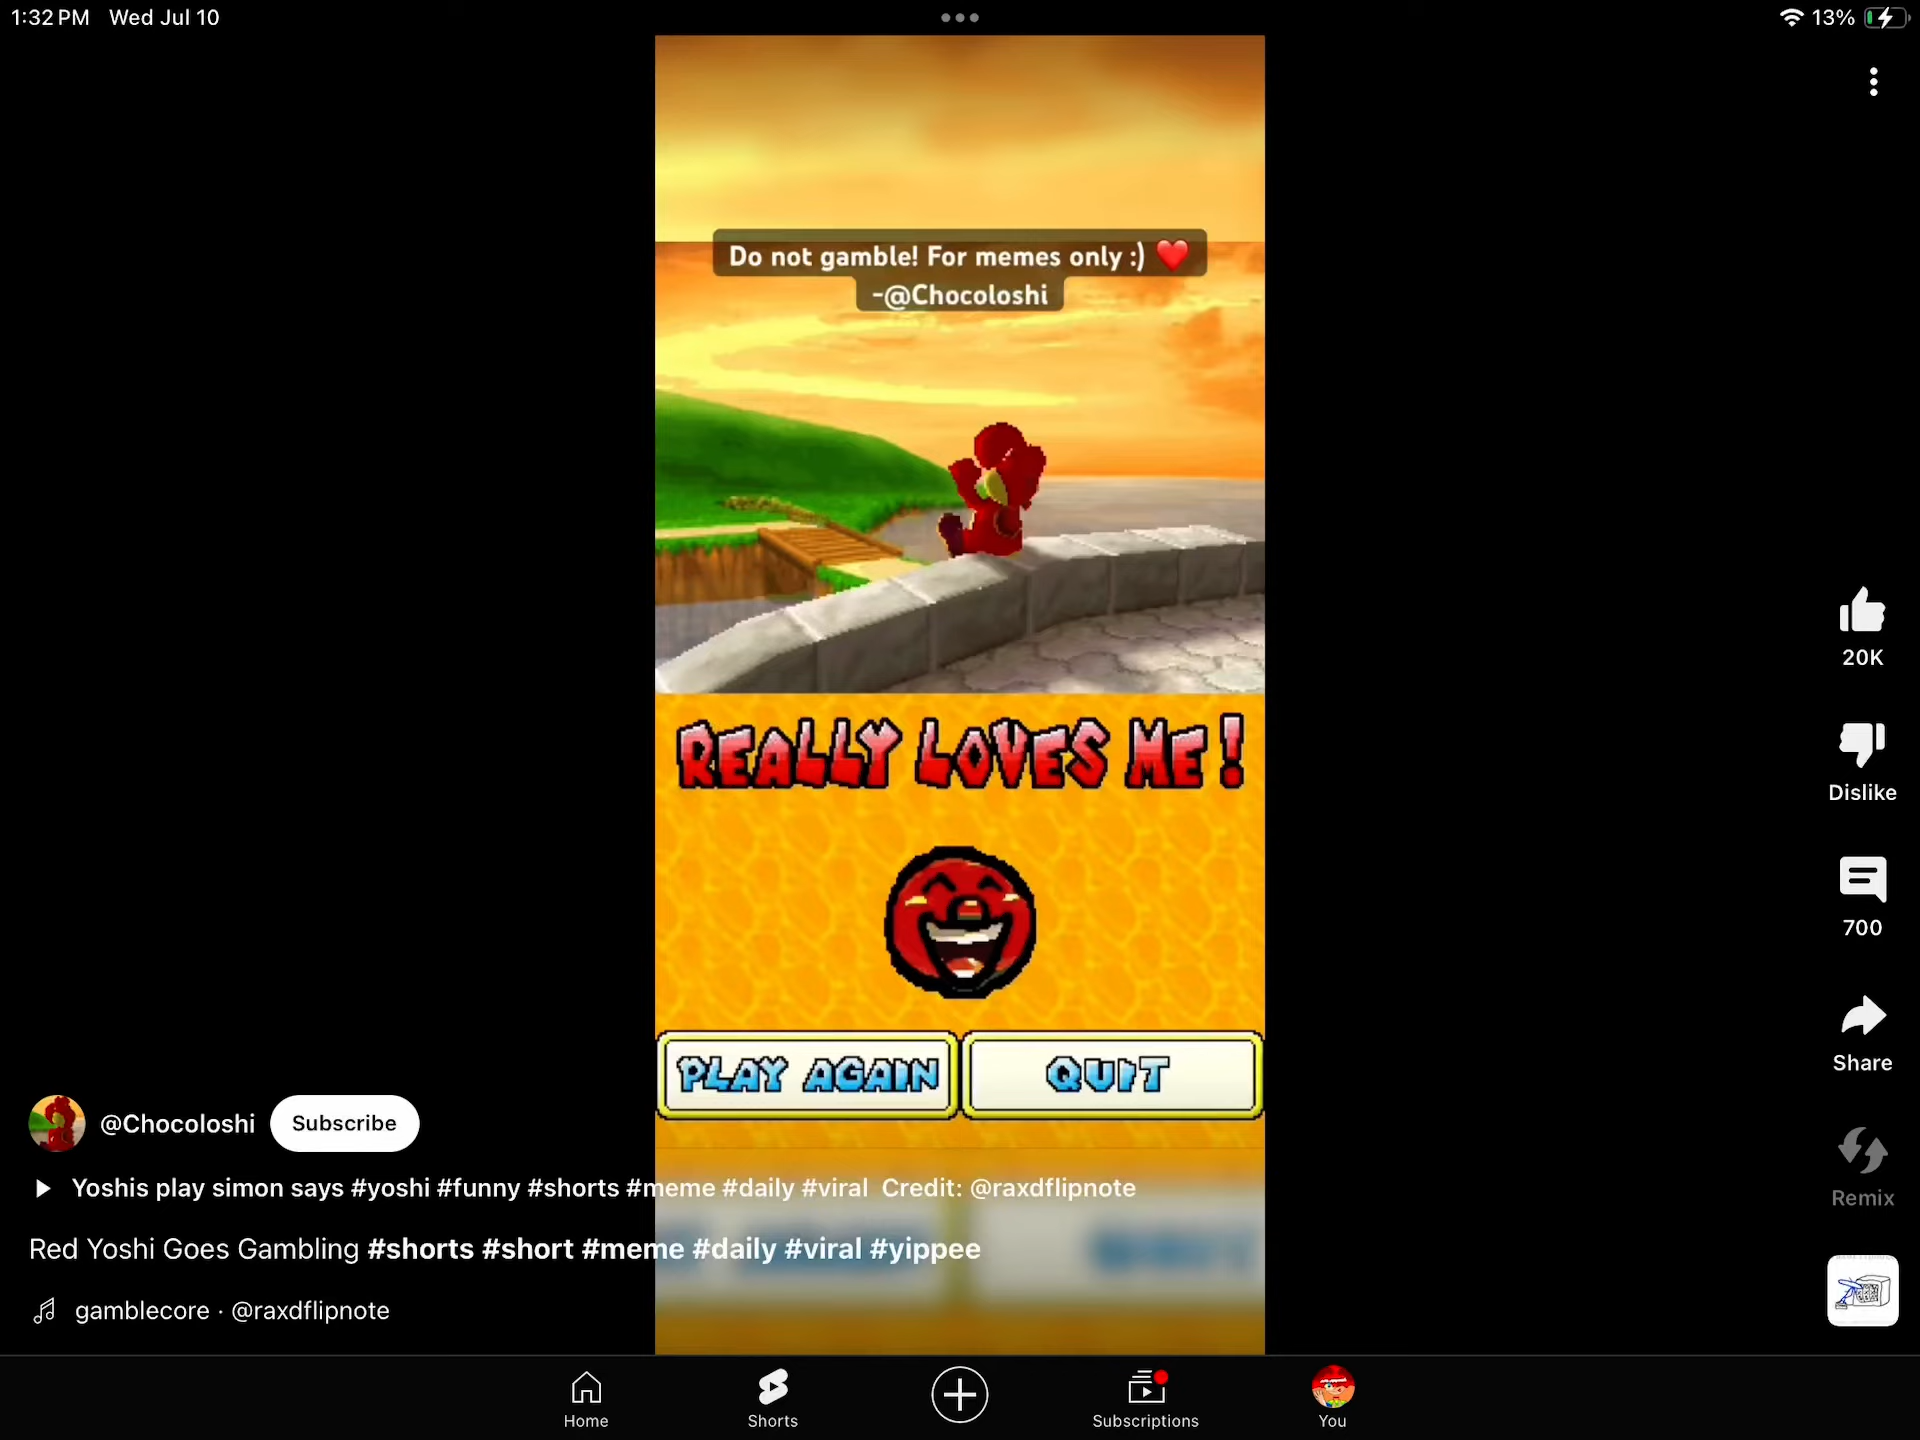 1:32 PM Wed Jul 10
13%
Do not gamble! For memes only :) ❤️
-@Chocoloshi
REALLY LOVES ME!
PLAY AGAIN
QUIT
20K
Dislike
700
Share
Remix
@Chocoloshi
Subscribe
Yoshis play simon says #yoshi #funny #shorts #meme #daily #viral Credit: @raxdflipnote
Red Yoshi Goes Gambling #shorts #short #meme #daily #viral #yippee
gamblecore · @raxdflipnote
Home
Shorts
Subscriptions
You